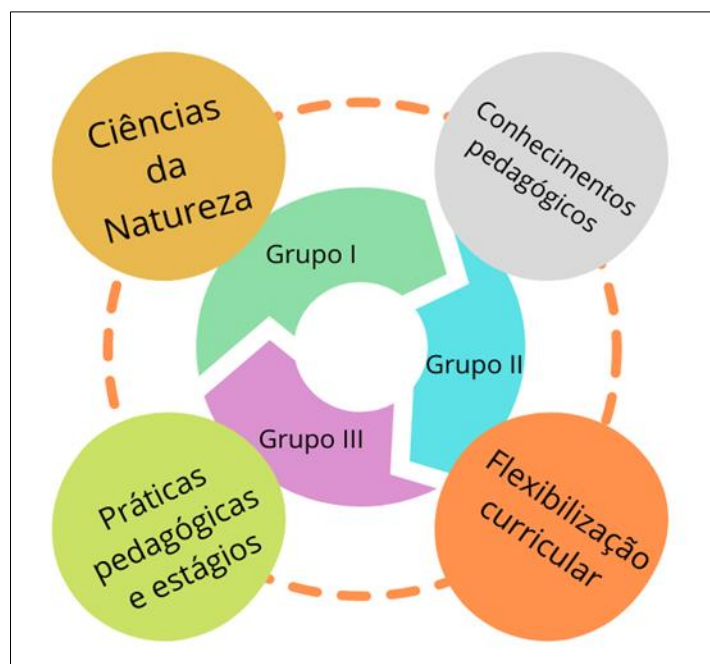 Ciências
da
Natureza
Conhecimentos
pedagógicos
Grupo I
Grupo II
Grupo III
Práticas
pedagógicas
e estágios
Flexibilização
curricular